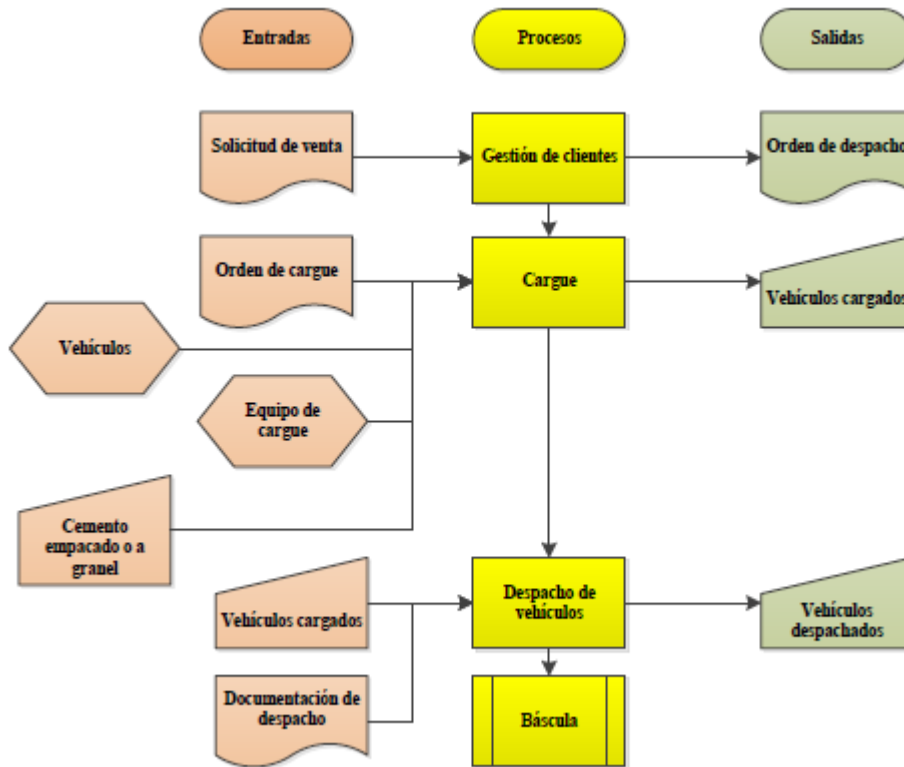 Entradas
Procesos
Salidas
Solicitud de venta
Gestión de clientes
Orden de despacho
Orden de cargue
Cargue
Vehículos cargados
Vehículos
Equipo de
cargue
Cemento
empacado o a
granel
Vehículos cargados
Despacho de
vehículos
Vehículos
despachados
Documentación de
despacho
Báscula